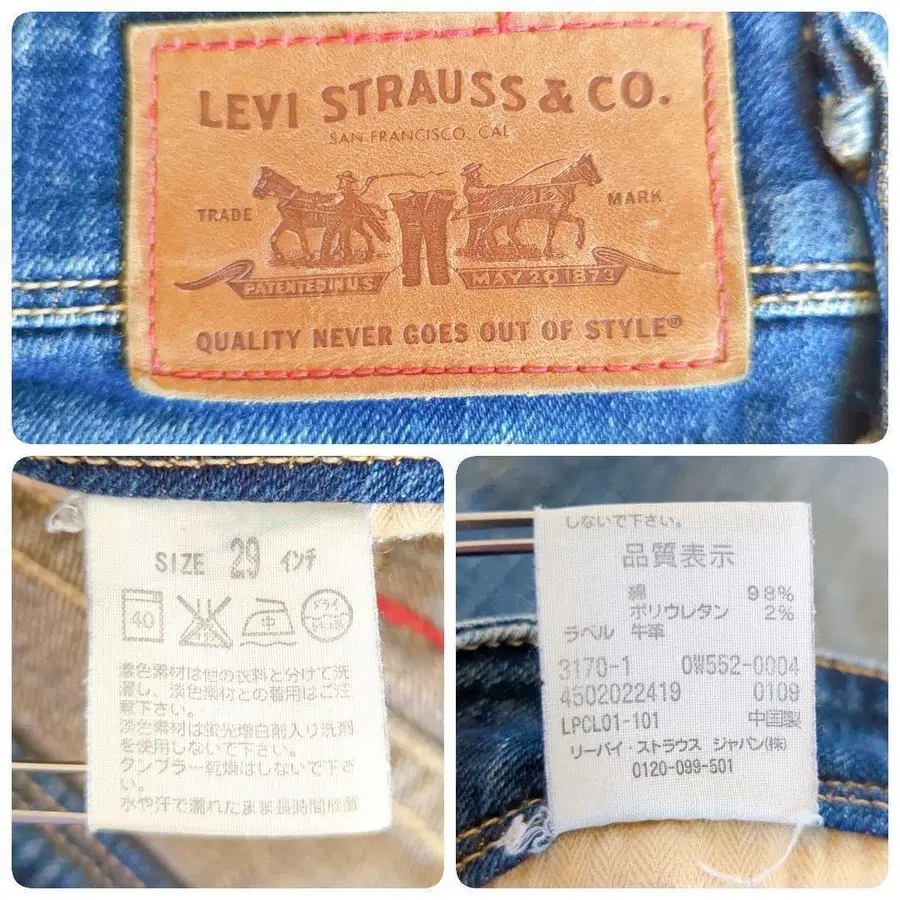 LEVI STRAUSS & CO.
SAN FRANCISCO, CAL
TRADE MARK
PATENTED IN U.S. MAY 20 1873
QUALITY NEVER GOES OUT OF STYLE®
SIZE 29 インチ
40 中 ドライ
濃色素材は他の衣料と分けて洗
濯し、淡色素材との着用はご注
意下さい。
淡色素材は蛍光増白剤入り洗剤
を使用しないで下さい。
タンブラー乾燥はしないで下さ
い。
水や汗で濡れたまま長時間放置
しないで下さい。
品質表示
綿 98%
ポリウレタン 2%
ラベル 牛革
3170-1 0W552-0004
4502022419 0109
LPCL01-101 中国製
リーバイ・ストラウス ジャパン(株)
0120-099-501